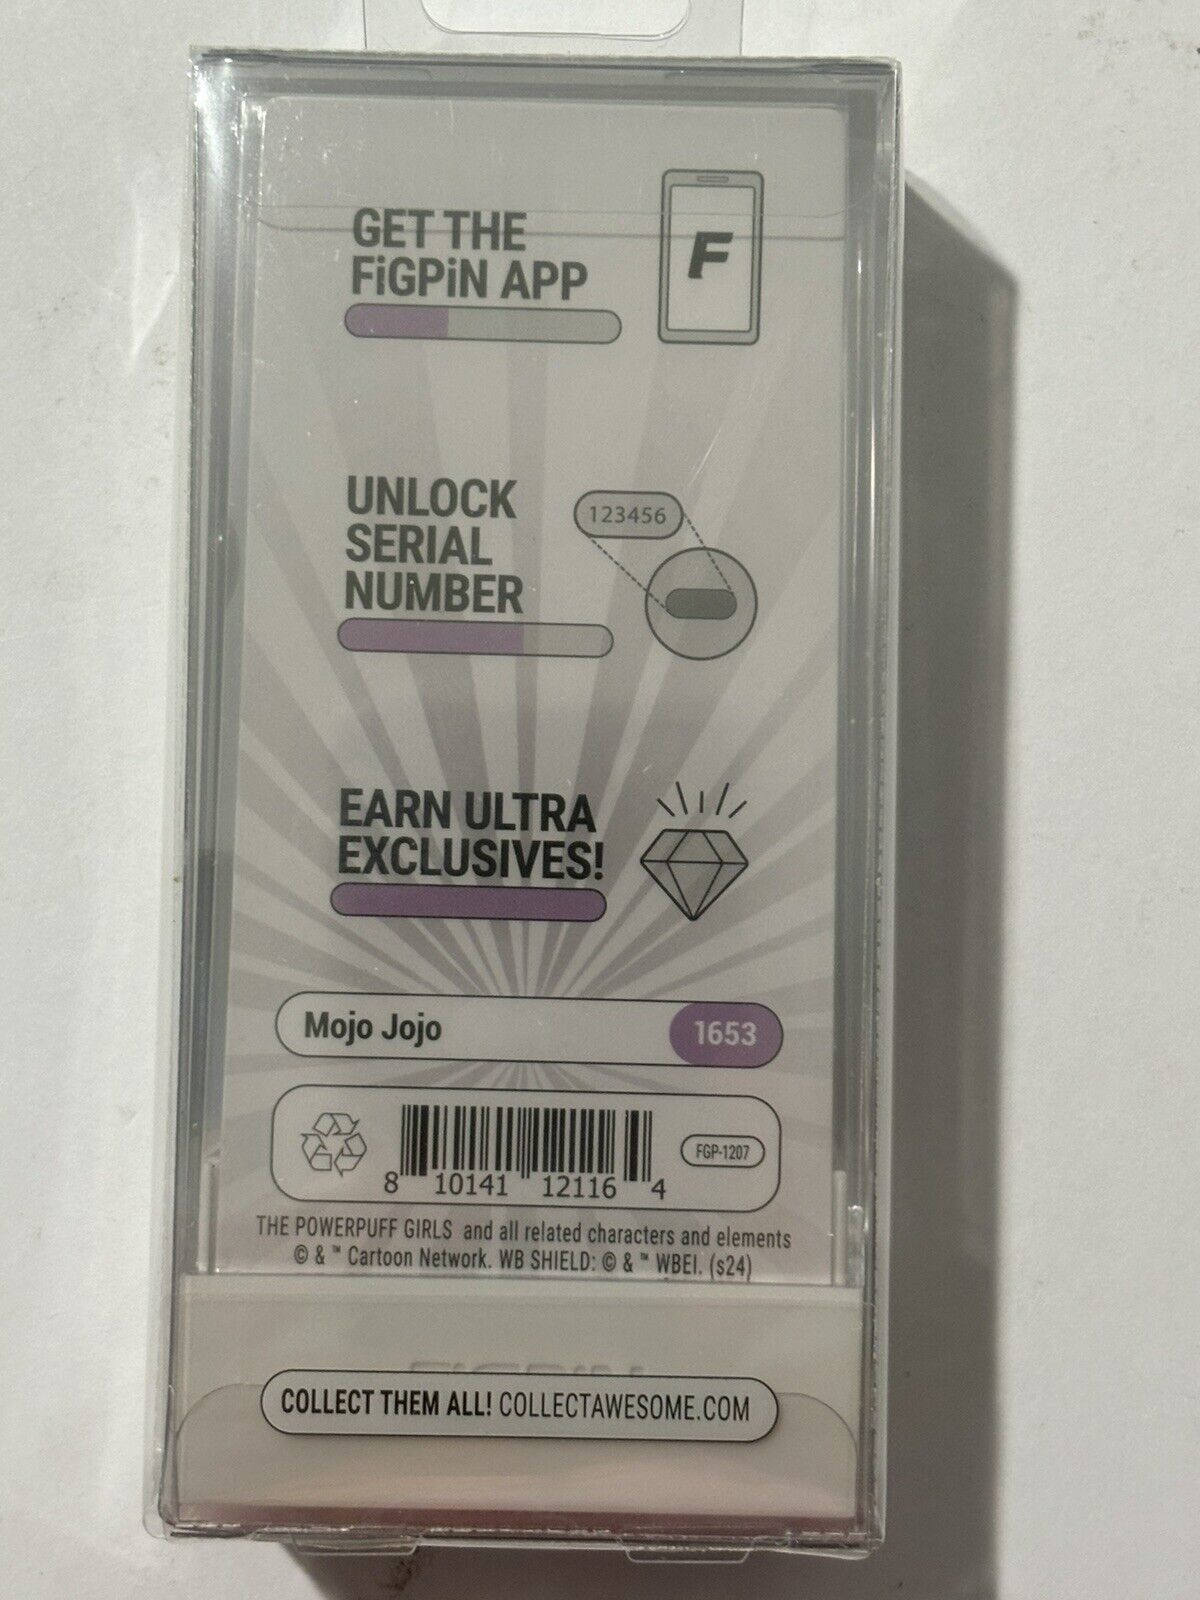 GET THE
FiGPiN APP
F
UNLOCK
SERIAL
NUMBER
123456
EARN ULTRA
EXCLUSIVES!
Mojo Jojo 1653
8 10141 12116 4 FGP-1207
THE POWERPUFF GIRLS and all related characters and elements
© & ™ Cartoon Network. WB SHIELD: © & ™ WBEI. (s24)
COLLECT THEM ALL! COLLECTAWESOME.COM